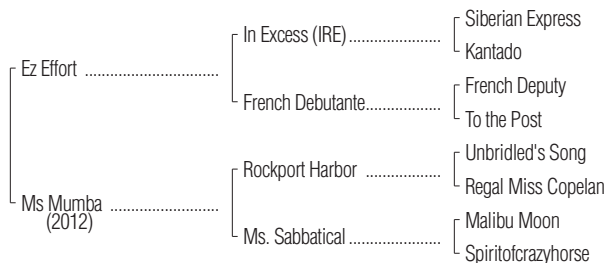 Siberian Express
In Excess (IRE) ......................
Kantado
Ez Effort ................................
French Deputy
French Debutante..................
To the Post
Unbridled's Song
Rockport Harbor ..................
Regal Miss Copelan
Ms Mumba ..........................
(2012)
Malibu Moon
Ms. Sabbatical ......................
Spiritofcrazyhorse